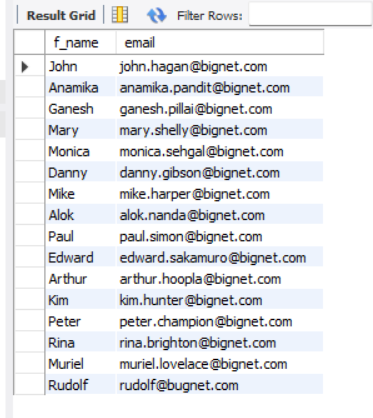 Result Grid Filter Rows:
f_name email
John john.hagan@bignet.com
Anamika anamika.pandit@bignet.com
Ganesh ganesh.pillai@bignet.com
Mary mary.shelly@bignet.com
Monica monica.sehgal@bignet.com
Danny danny.gibson@bignet.com
Mike mike.harper@bignet.com
Alok alok.nanda@bignet.com
Paul paul.simon@bignet.com
Edward edward.sakamuro@bignet.com
Arthur arthur.hoopla@bignet.com
Kim kim.hunter@bignet.com
Peter peter.champion@bignet.com
Rina rina.brighton@bignet.com
Muriel muriel.lovelace@bignet.com
Rudolf rudolf@bugnet.com